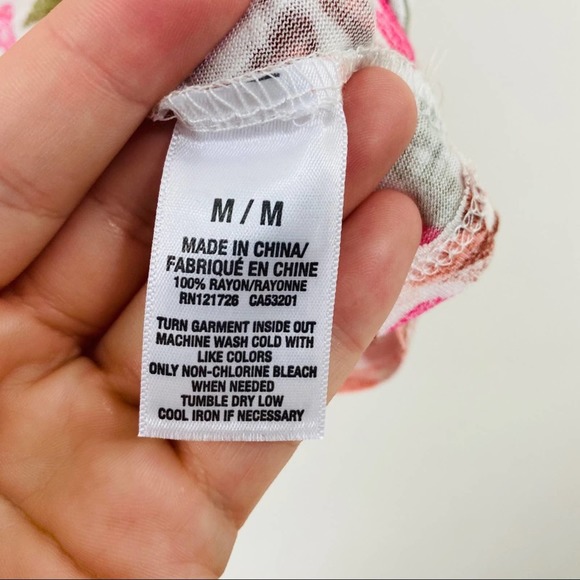 M / M
MADE IN CHINA/
FABRIQUÉ EN CHINE
100% RAYON/RAYONNE
RN121726 CA53201
TURN GARMENT INSIDE OUT
MACHINE WASH COLD WITH
LIKE COLORS
ONLY NON-CHLORINE BLEACH
WHEN NEEDED
TUMBLE DRY LOW
COOL IRON IF NECESSARY